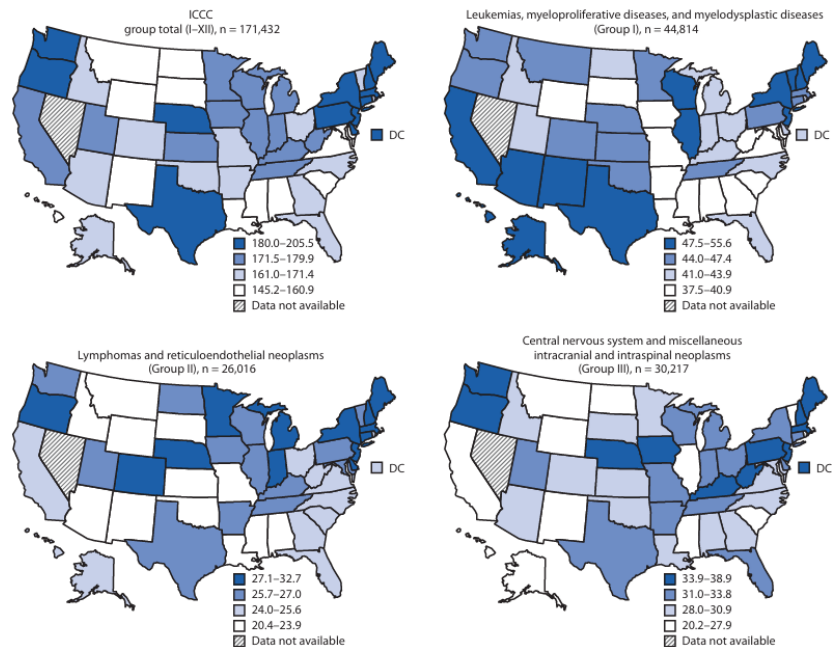 ICCC
group total (I–XII), n = 171,432
DC
180.0–205.5
171.5–179.9
161.0–171.4
145.2–160.9
Data not available
Leukemias, myeloproliferative diseases, and myelodysplastic diseases
(Group I), n = 44,814
DC
47.5–55.6
44.0–47.4
41.0–43.9
37.5–40.9
Data not available
Lymphomas and reticuloendothelial neoplasms
(Group II), n = 26,016
DC
27.1–32.7
25.7–27.0
24.0–25.6
20.4–23.9
Data not available
Central nervous system and miscellaneous
intracranial and intraspinal neoplasms
(Group III), n = 30,217
DC
33.9–38.9
31.0–33.8
28.0–30.9
20.2–27.9
Data not available